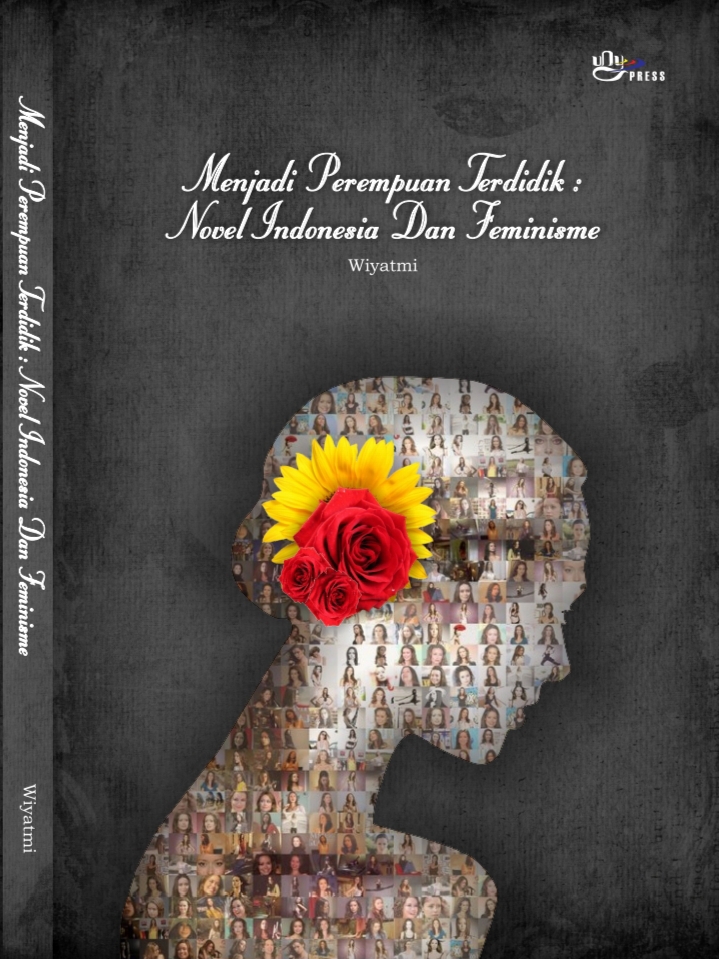 uny
PRESS
Menjadi Perempuan Terdidik :
Novel Indonesia Dan Feminisme
Wiyatmi
Menjadi Perempuan Terdidik : Novel Indonesia Dan Feminisme
Wiyatmi